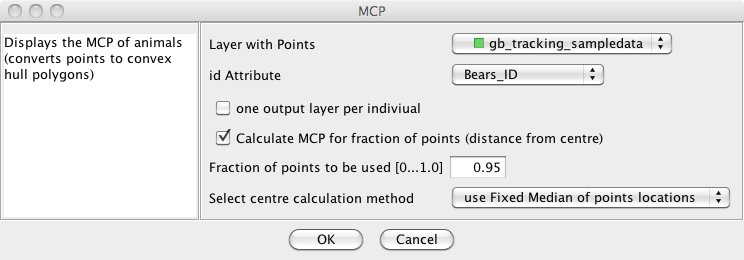 MCP
Displays the MCP of animals
(converts points to convex
hull polygons)
Layer with Points
gb_tracking_sampledata
id Attribute
Bears_ID
one output layer per indiviual
Calculate MCP for fraction of points (distance from centre)
Fraction of points to be used [0...1.0]
0.95
Select centre calculation method
use Fixed Median of points locations
OK
Cancel